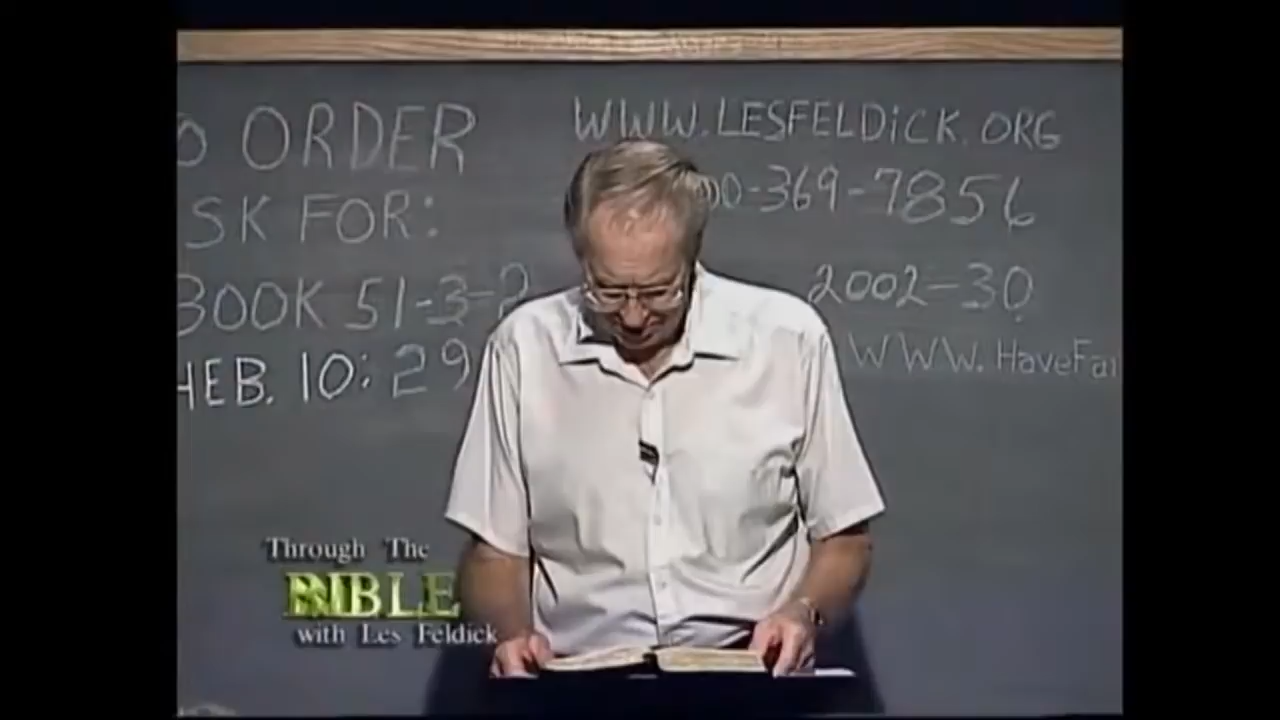 O ORDER
SK FOR:
BOOK 51-3-2
HEB. 10:29
WWW.LESFELDiCK.ORG
00-369-7856
2002-30
WWW.HaveFai
Through The
BIBLE
with Les Feldick